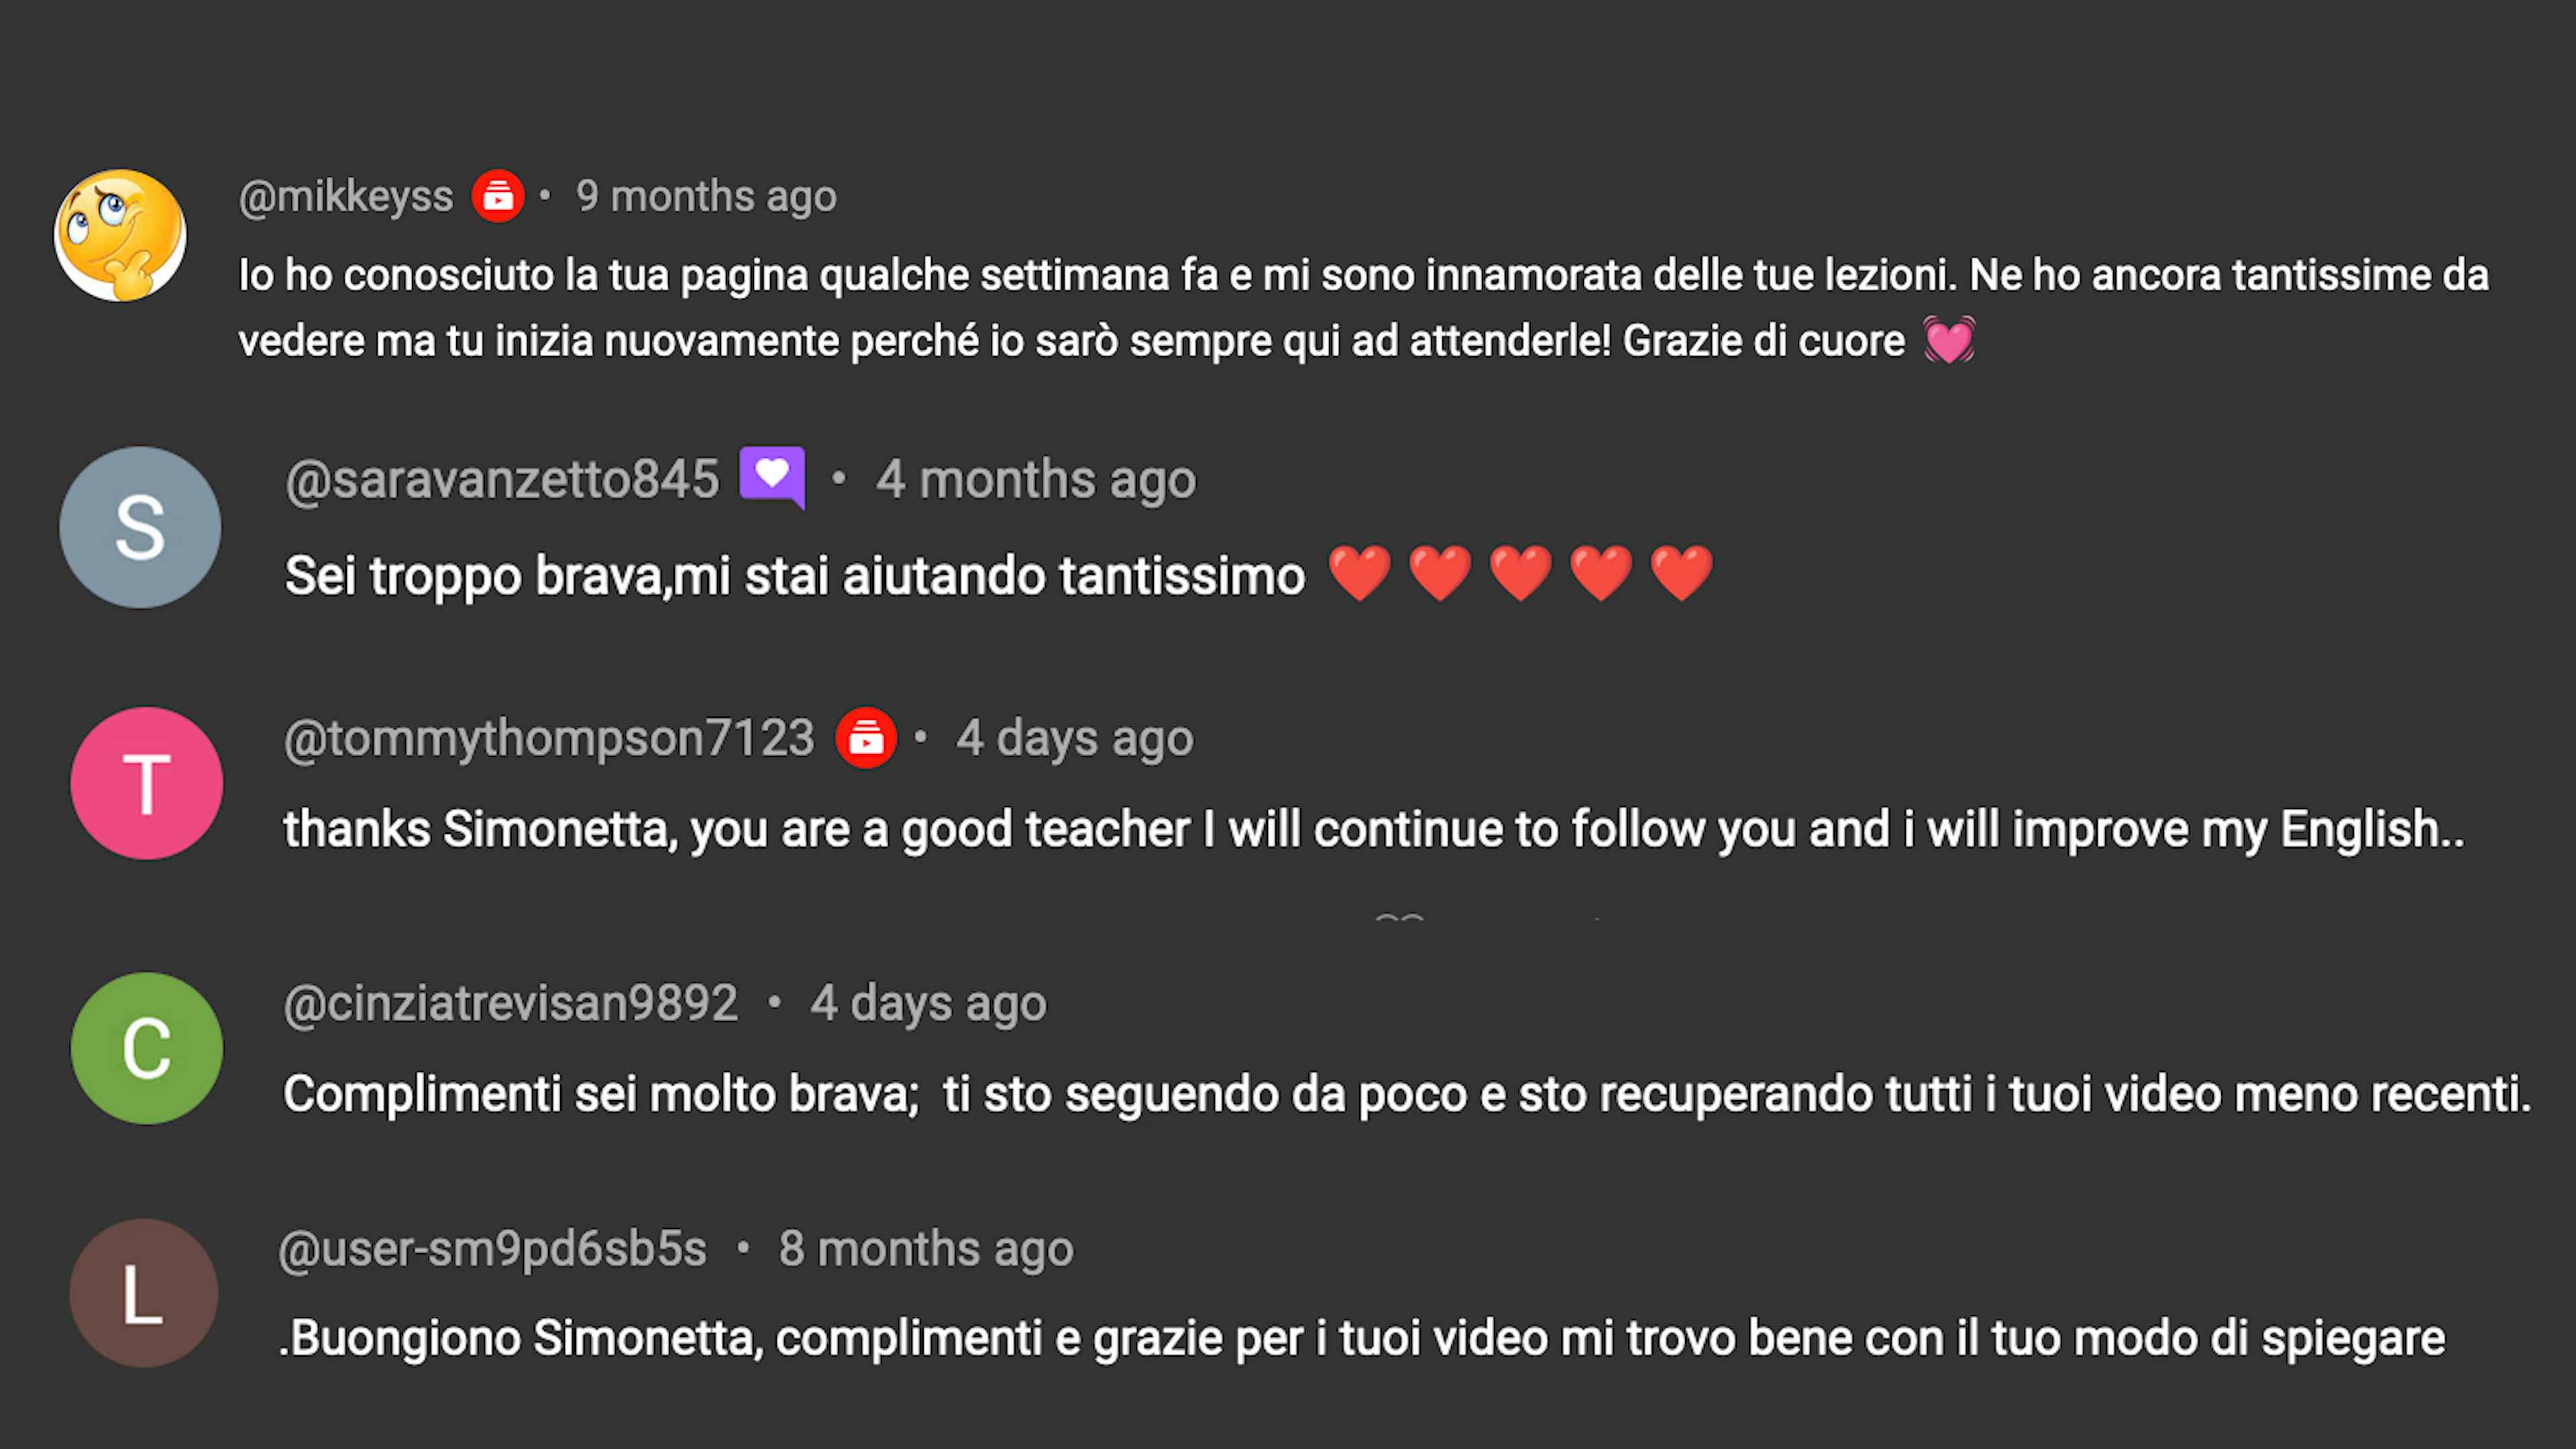 @mikkeyss • 9 months ago
Io ho conosciuto la tua pagina qualche settimana fa e mi sono innamorata delle tue lezioni. Ne ho ancora tantissime da
vedere ma tu inizia nuovamente perché io sarò sempre qui ad attenderle! Grazie di cuore 💓
S
@saravanzetto845 • 4 months ago
Sei troppo brava,mi stai aiutando tantissimo ❤️❤️❤️❤️❤️
T
@tommythompson7123 • 4 days ago
thanks Simonetta, you are a good teacher I will continue to follow you and i will improve my English..
C
@cinziatrevisan9892 • 4 days ago
Complimenti sei molto brava;  ti sto seguendo da poco e sto recuperando tutti i tuoi video meno recenti.
L
@user-sm9pd6sb5s • 8 months ago
.Buongiono Simonetta, complimenti e grazie per i tuoi video mi trovo bene con il tuo modo di spiegare